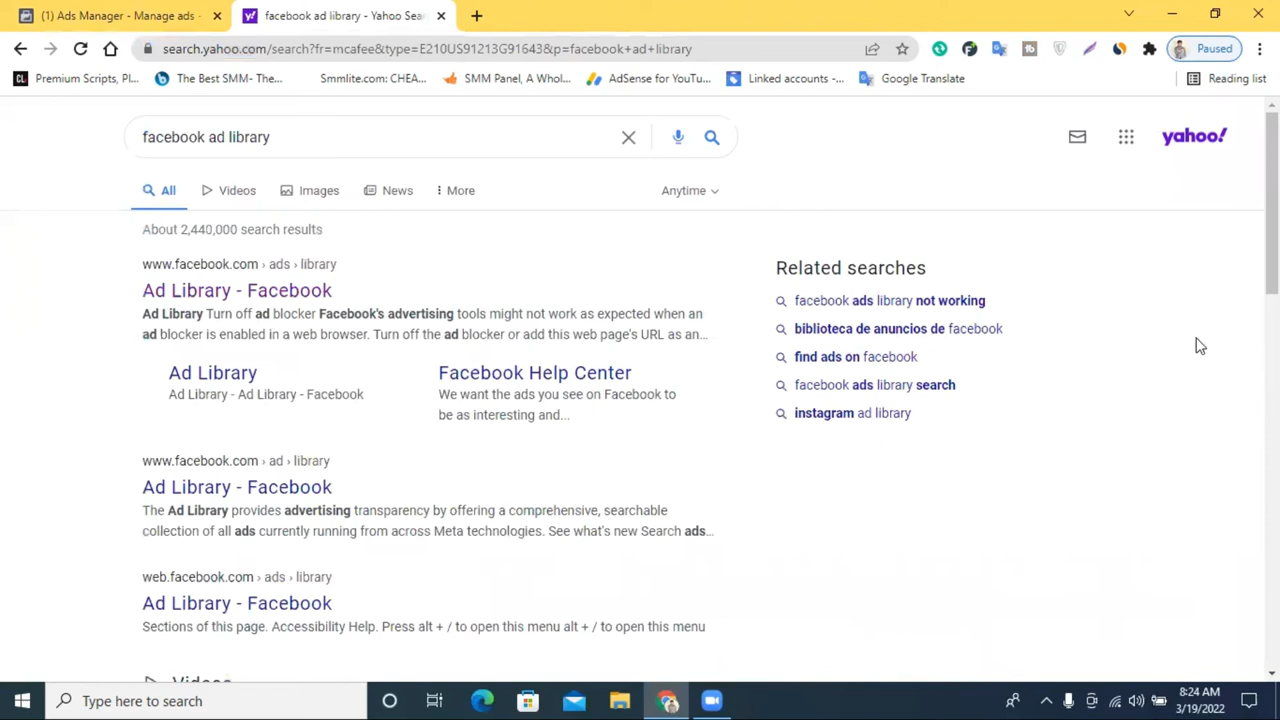 (1) Ads Manager - Manage ads -
facebook ad library - Yahoo Sea
search.yahoo.com/search?fr=mcafee&type=E210US91213G91643&p=facebook+ad+library
Paused
Premium Scripts, Pl...
The Best SMM- The...
Smmlite.com: CHEA...
SMM Panel, A Whol...
AdSense for YouTu...
Linked accounts -...
Google Translate
Reading list
facebook ad library
yahoo!
All
Videos
Images
News
More
Anytime
About 2,440,000 search results
www.facebook.com › ads › library
Ad Library - Facebook
Ad Library Turn off ad blocker Facebook's advertising tools might not work as expected when an
ad blocker is enabled in a web browser. Turn off the ad blocker or add this web page's URL as an...
Ad Library
Ad Library - Ad Library - Facebook
Facebook Help Center
We want the ads you see on Facebook to
be as interesting and...
www.facebook.com › ad › library
Ad Library - Facebook
The Ad Library provides advertising transparency by offering a comprehensive, searchable
collection of all ads currently running from across Meta technologies. See what's new Search ads...
web.facebook.com › ads › library
Ad Library - Facebook
Sections of this page. Accessibility Help. Press alt + / to open this menu alt + / to open this menu
Videos
Related searches
facebook ads library not working
biblioteca de anuncios de facebook
find ads on facebook
facebook ads library search
instagram ad library
Type here to search
8:24 AM
3/19/2022